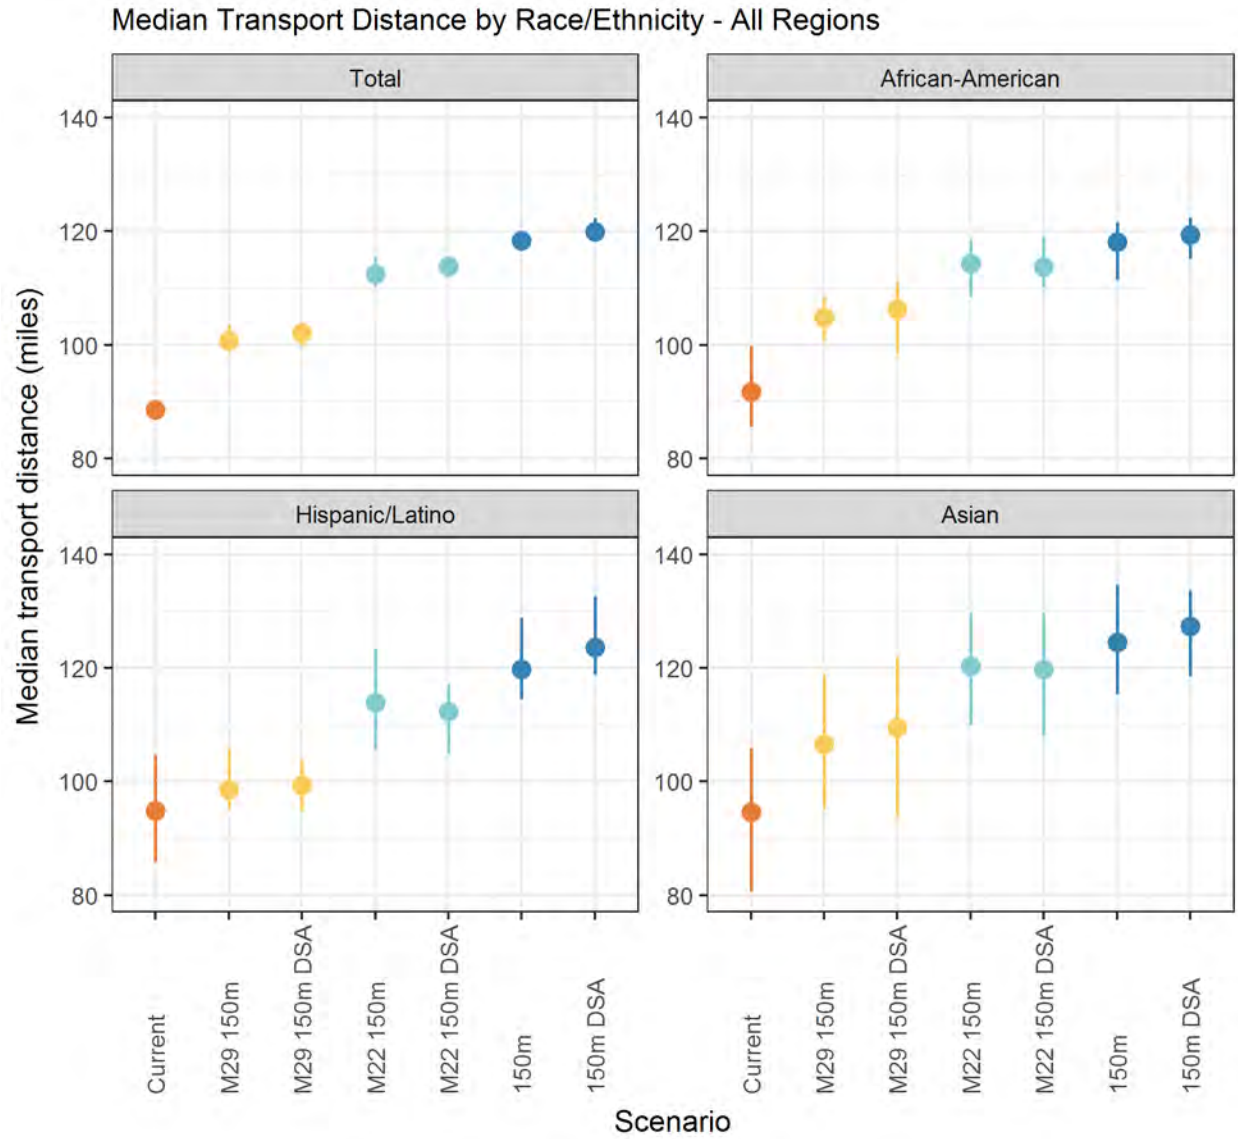 Median Transport Distance by Race/Ethnicity - All Regions
Total
African-American
140
120
100
80
140
120
100
80
Hispanic/Latino
Asian
140
120
100
80
140
120
100
80
Median transport distance (miles)
Current
M29 150m
M29 150m DSA
M22 150m
M22 150m DSA
150m
150m DSA
Current
M29 150m
M29 150m DSA
M22 150m
M22 150m DSA
150m
150m DSA
Scenario